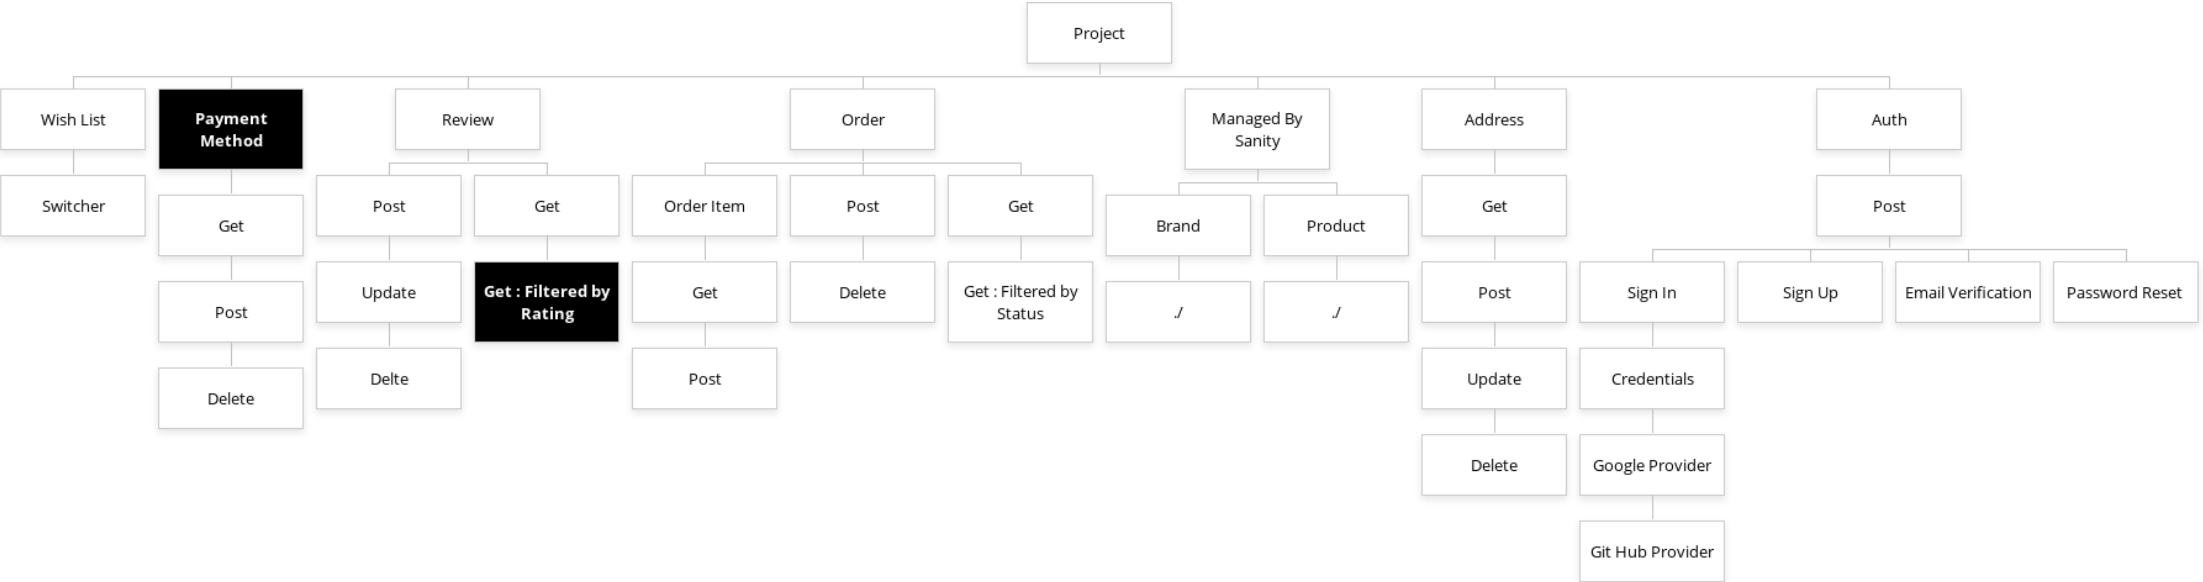 Project
Wish List
Payment
Method
Review
Order
Managed By
Sanity
Address
Auth
Switcher
Get
Post
Delete
Post
Update
Delte
Get
Get : Filtered by
Rating
Order Item
Get
Post
Post
Delete
Get
Get : Filtered by
Status
Brand
./
Product
./
Get
Post
Update
Delete
Post
Sign In
Credentials
Google Provider
Git Hub Provider
Sign Up
Email Verification
Password Reset